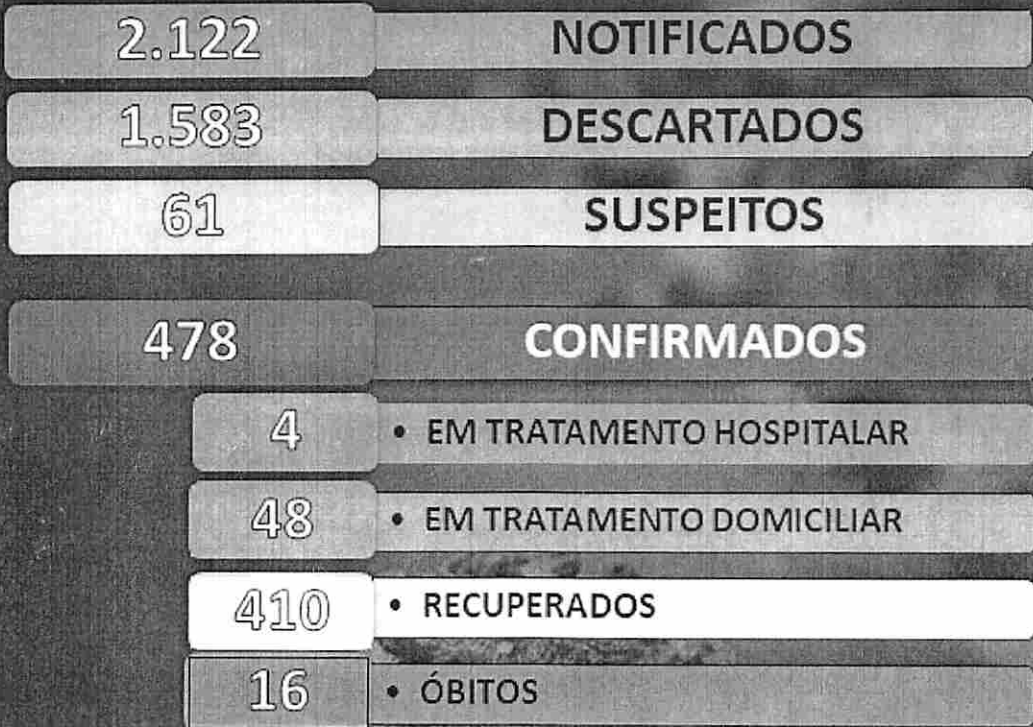 2.122 NOTIFICADOS
1.583 DESCARTADOS
61 SUSPEITOS
478 CONFIRMADOS
4 • EM TRATAMENTO HOSPITALAR
48 • EM TRATAMENTO DOMICILIAR
410 • RECUPERADOS
16 • ÓBITOS